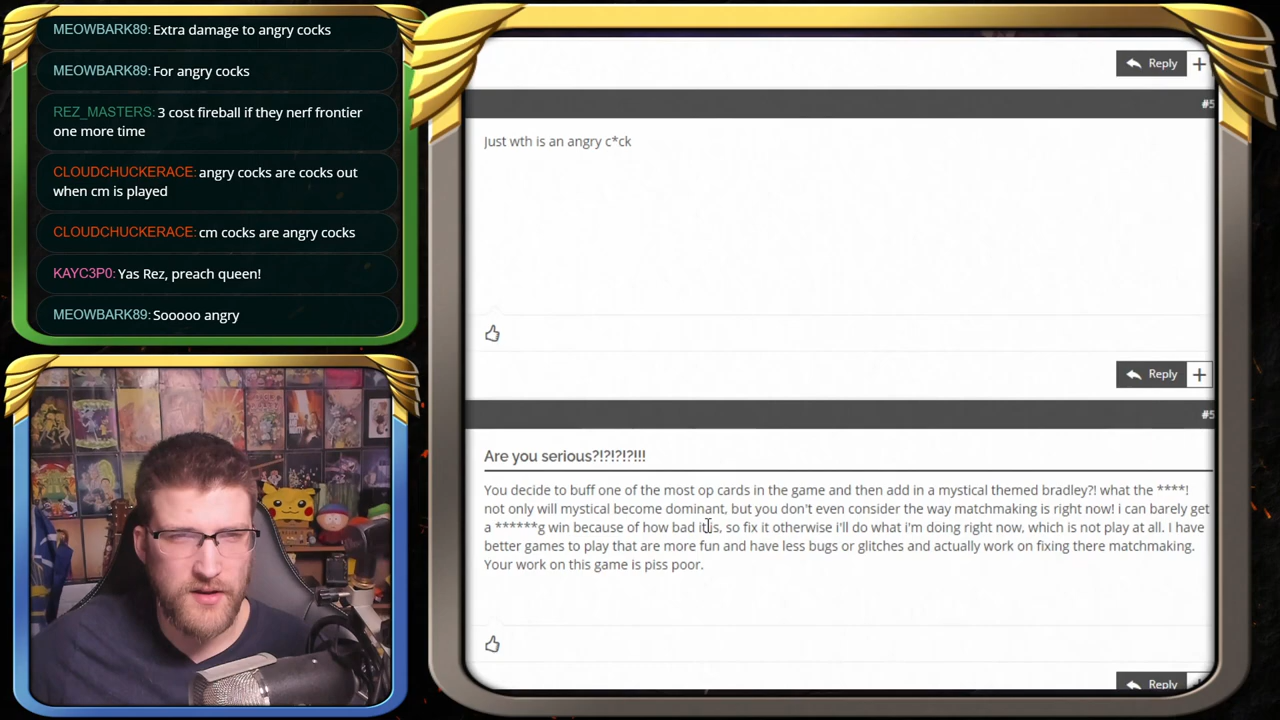 MEOWBARK89: Extra damage to angry cocks
MEOWBARK89: For angry cocks
REZ_MASTERS: 3 cost fireball if they nerf frontier
one more time
CLOUDCHUCKERACE: angry cocks are cocks out
when cm is played
CLOUDCHUCKERACE: cm cocks are angry cocks
KAYC3P0: Yas Rez, preach queen!
MEOWBARK89: Sooooo angry
Reply +
#5
Just wth is an angry c*ck
Reply +
#5
Are you serious?!?!?!?!!!
You decide to buff one of the most op cards in the game and then add in a mystical themed bradley?! what the ****!
not only will mystical become dominant, but you don't even consider the way matchmaking is right now! i can barely get
a ******g win because of how bad it is, so fix it otherwise i'll do what i'm doing right now, which is not play at all. I have
better games to play that are more fun and have less bugs or glitches and actually work on fixing there matchmaking.
Your work on this game is piss poor.
Reply